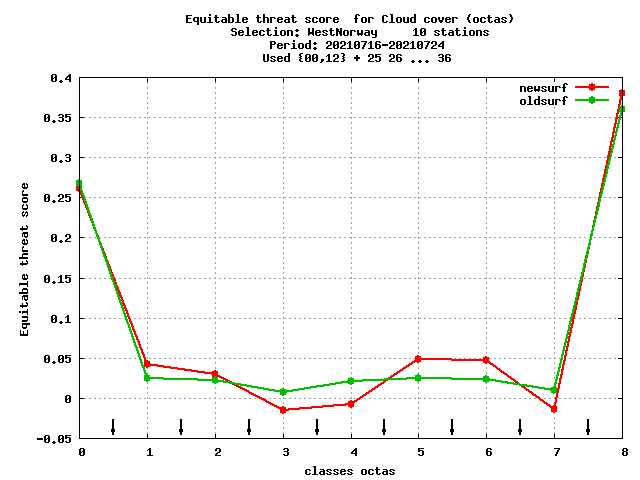 Equitable threat score  for Cloud cover (octas)
Selection: WestNorway     10 stations
Period: 20210716-20210724
Used {00,12} + 25 26 ... 36
newsurf
oldsurf
Equitable threat score
0.4
0.35
0.3
0.25
0.2
0.15
0.1
0.05
0
-0.05
0 1 2 3 4 5 6 7 8
classes octas